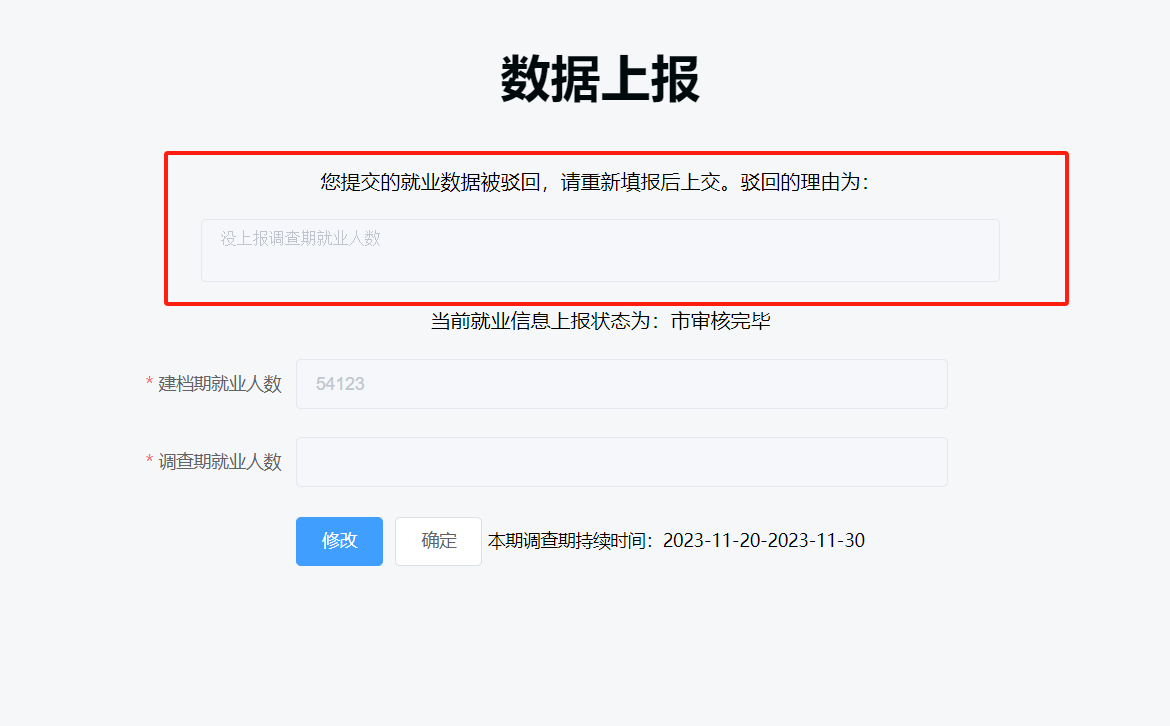 数据上报
您提交的就业数据被驳回，请重新填报后上交。驳回的理由为：
没上报调查期就业人数
当前就业信息上报状态为：市审核完毕
* 建档期就业人数 54123
* 调查期就业人数
修改 确定 本期调查期持续时间：2023-11-20-2023-11-30